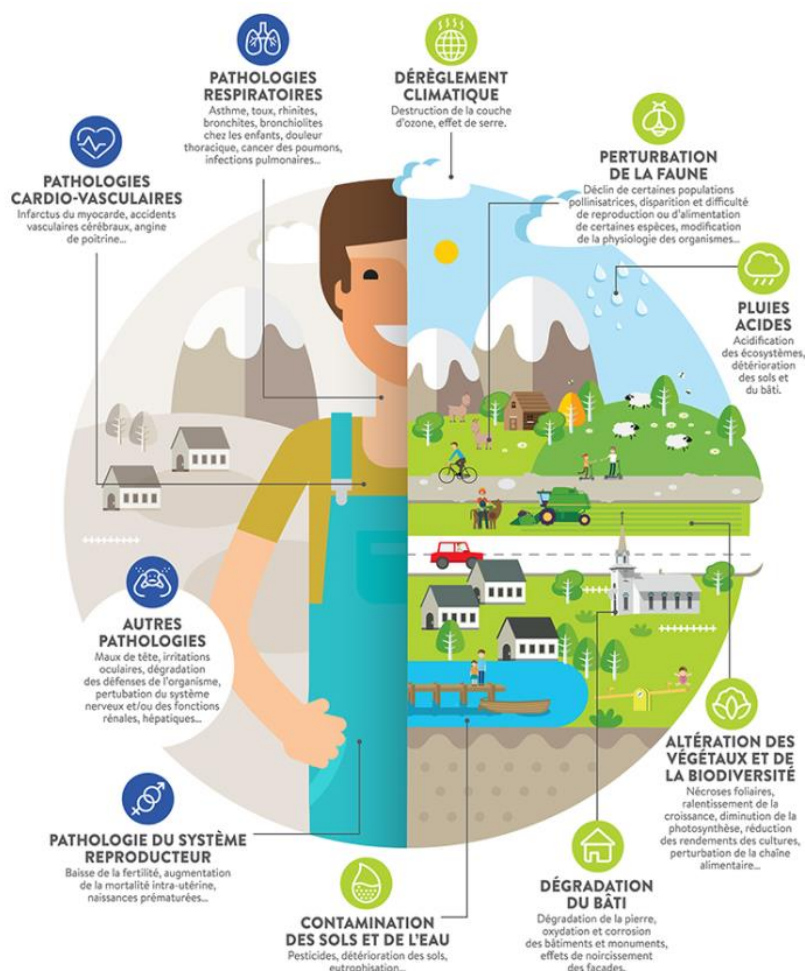 PATHOLOGIES
RESPIRATOIRES
Asthme, toux, rhinites,
bronchites, bronchiolites
chez les enfants, douleur
thoracique, cancer des poumons,
infections pulmonaires...
DÉRÈGLEMENT
CLIMATIQUE
Destruction de la couche
d'ozone, effet de serre.
PATHOLOGIES
CARDIO-VASCULAIRES
Infarctus du myocarde, accidents
vasculaires cérébraux, angine
de poitrine...
PERTURBATION
DE LA FAUNE
Déclin de certaines populations
pollinisatrices, disparition et difficulté
de reproduction ou d'alimentation
de certaines espèces, modification
de la physiologie des organismes...
PLUIES
ACIDES
Acidification
des écosystèmes,
détérioration
des sols et
du bâti.
AUTRES
PATHOLOGIES
Maux de tête, irritations
oculaires, dégradation
des défenses de l'organisme,
pertubation du système
nerveux et/ou des fonctions
rénales, hépatiques...
ALTÉRATION DES
VÉGÉTAUX ET DE
LA BIODIVERSITÉ
Nécroses foliaires,
ralentissement de la
croissance, diminution de la
photosynthèse, réduction
des rendements des cultures,
perturbation de la chaîne
alimentaire...
PATHOLOGIE DU SYSTÈME
REPRODUCTEUR
Baisse de la fertilité, augmentation
de la mortalité intra-utérine,
naissances prématurées...
DÉGRADATION
DU BÂTI
Dégradation de la pierre,
oxydation et corrosion
des bâtiments et monuments,
effets de noircissement
des façades.
CONTAMINATION
DES SOLS ET DE L'EAU
Pesticides, détérioration des sols,
eutrophisation...